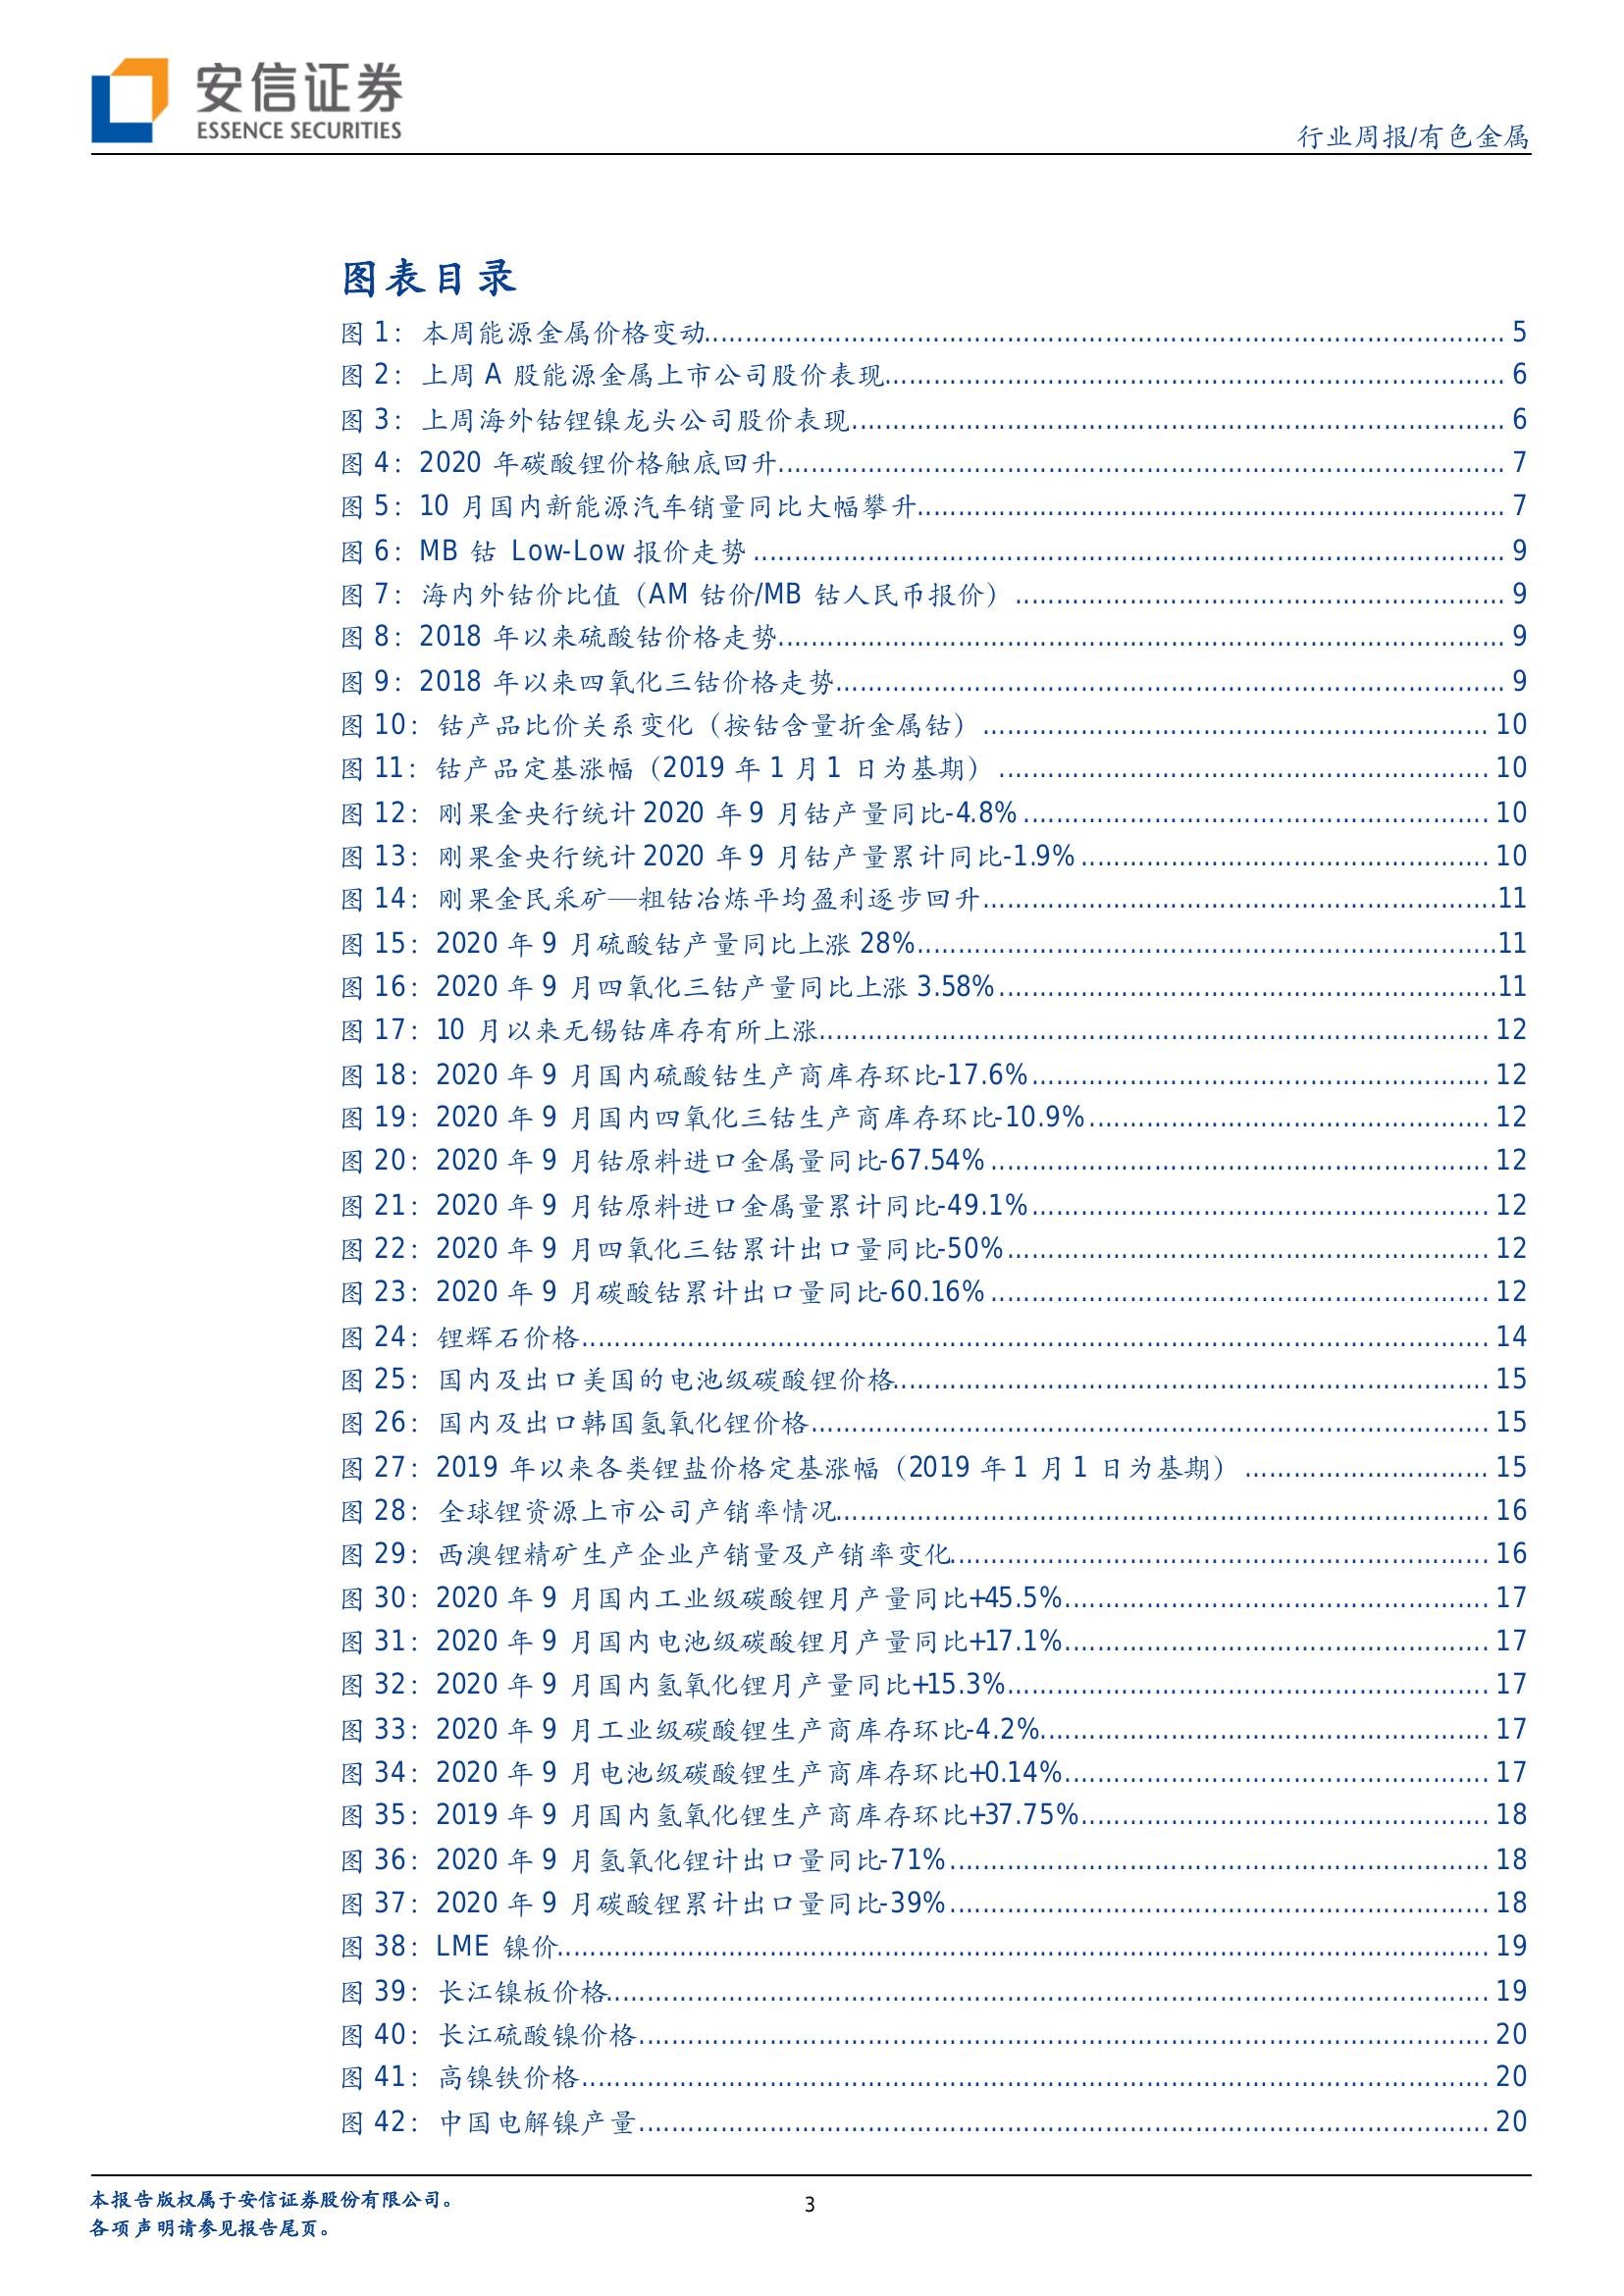 安信证券
ESSENCE SECURITIES
行业周报/有色金属
图表目录
图 1：本周能源金属价格变动 5
图 2：上周 A 股能源金属上市公司股价表现 6
图 3：上周海外钴锂镍龙头公司股价表现 6
图 4：2020 年碳酸锂价格触底回升 7
图 5：10 月国内新能源汽车销量同比大幅攀升 7
图 6：MB 钴 Low-Low 报价走势 9
图 7：海内外钴价比值（AM 钴价/MB 钴人民币报价） 9
图 8：2018 年以来硫酸钴价格走势 9
图 9：2018 年以来四氧化三钴价格走势 9
图 10：钴产品比价关系变化（按钴含量折金属钴） 10
图 11：钴产品定基涨幅（2019 年 1 月 1 日为基期） 10
图 12：刚果金央行统计 2020 年 9 月钴产量同比-4.8% 10
图 13：刚果金央行统计 2020 年 9 月钴产量累计同比-1.9% 10
图 14：刚果金民采矿—粗钴冶炼平均盈利逐步回升 11
图 15：2020 年 9 月硫酸钴产量同比上涨 28% 11
图 16：2020 年 9 月四氧化三钴产量同比上涨 3.58% 11
图 17：10 月以来无锡钴库存有所上涨 12
图 18：2020 年 9 月国内硫酸钴生产商库存环比-17.6% 12
图 19：2020 年 9 月国内四氧化三钴生产商库存环比-10.9% 12
图 20：2020 年 9 月钴原料进口金属量同比-67.54% 12
图 21：2020 年 9 月钴原料进口金属量累计同比-49.1% 12
图 22：2020 年 9 月四氧化三钴累计出口量同比-50% 12
图 23：2020 年 9 月碳酸钴累计出口量同比-60.16% 12
图 24：锂辉石价格 14
图 25：国内及出口美国的电池级碳酸锂价格 15
图 26：国内及出口韩国氢氧化锂价格 15
图 27：2019 年以来各类锂盐价格定基涨幅（2019 年 1 月 1 日为基期） 15
图 28：全球锂资源上市公司产销率情况 16
图 29：西澳锂精矿生产企业产销量及产销率变化 16
图 30：2020 年 9 月国内工业级碳酸锂月产量同比+45.5% 17
图 31：2020 年 9 月国内电池级碳酸锂月产量同比+17.1% 17
图 32：2020 年 9 月国内氢氧化锂月产量同比+15.3% 17
图 33：2020 年 9 月工业级碳酸锂生产商库存环比-4.2% 17
图 34：2020 年 9 月电池级碳酸锂生产商库存环比+0.14% 17
图 35：2019 年 9 月国内氢氧化锂生产商库存环比+37.75% 18
图 36：2020 年 9 月氢氧化锂计出口量同比-71% 18
图 37：2020 年 9 月碳酸锂累计出口量同比-39% 18
图 38：LME 镍价 19
图 39：长江镍板价格 19
图 40：长江硫酸镍价格 20
图 41：高镍铁价格 20
图 42：中国电解镍产量 20
本报告版权属于安信证券股份有限公司。
3
各项声明请参见报告尾页。